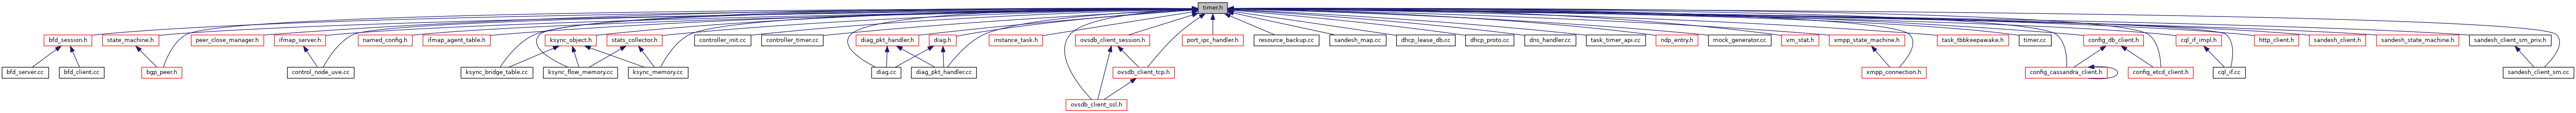 timer.h
bfd_session.h
state_machine.h
peer_close_manager.h
ifmap_server.h
named_config.h
ifmap_agent_table.h
ksync_object.h
stats_collector.h
controller_init.cc
controller_timer.cc
diag_pkt_handler.h
diag.h
instance_task.h
ovsdb_client_session.h
port_ipc_handler.h
resource_backup.cc
sandesh_map.cc
dhcp_lease_db.cc
dhcp_proto.cc
dns_handler.cc
task_timer_api.cc
ndp_entry.h
mock_generator.cc
vm_stat.h
xmpp_state_machine.h
task_tbbkeepawake.h
timer.cc
config_db_client.h
cql_if_impl.h
http_client.h
sandesh_client.h
sandesh_state_machine.h
sandesh_client_sm_priv.h
bfd_server.cc
bfd_client.cc
bgp_peer.h
control_node_uve.cc
ksync_bridge_table.cc
ksync_flow_memory.cc
ksync_memory.cc
diag.cc
diag_pkt_handler.cc
ovsdb_client_tcp.h
xmpp_connection.h
config_cassandra_client.h
config_etcd_client.h
cql_if.cc
sandesh_client_sm.cc
ovsdb_client_ssl.h